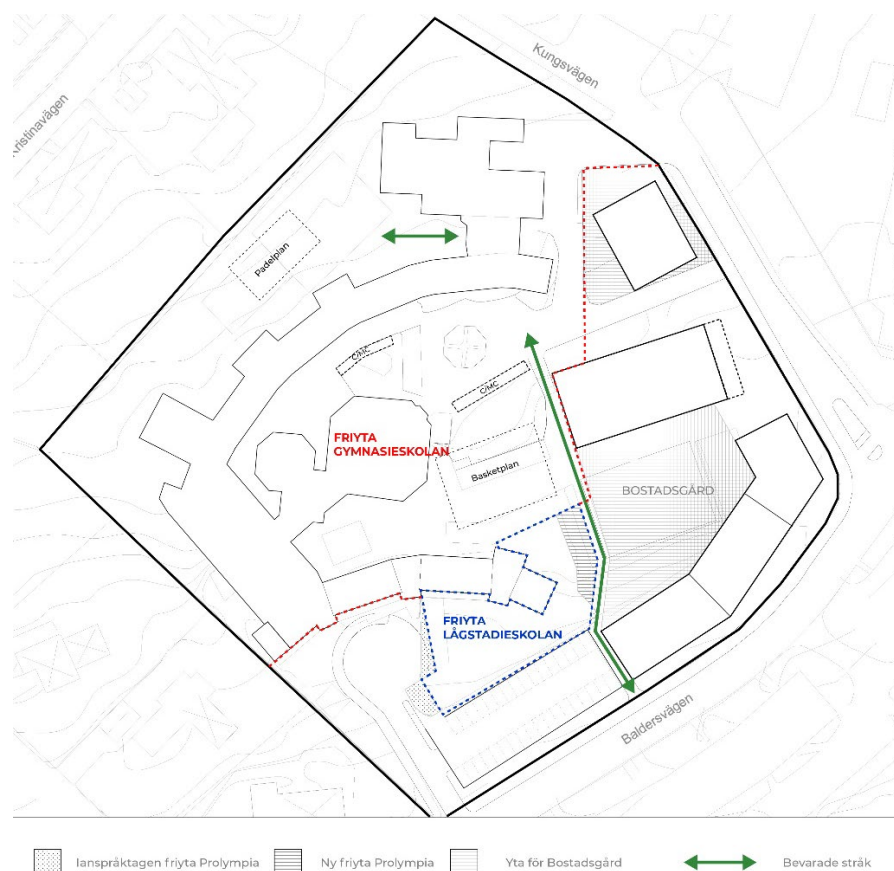 Kungsvägen
Kristinavägen
Padelplan
C/MC
C/MC
FRIYTA
GYMNASIESKOLAN
Basketplan
BOSTADSGÅRD
FRIYTA
LÅGSTADIESKOLAN
Baldersvägen
Ianspråktagen friyta Prolympia
Ny friyta Prolympia
Yta för Bostadsgård
Bevarade stråk